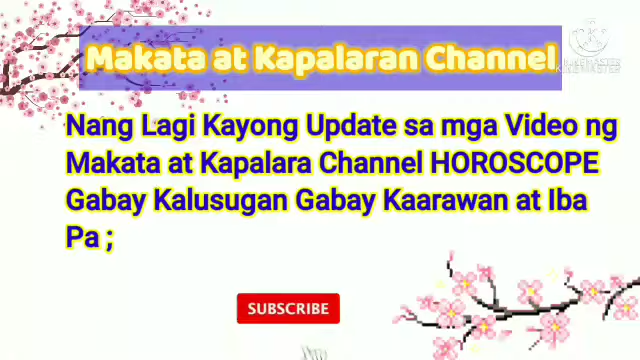 Makata at Kapalaran Channel
KINEMASTER
Nang Lagi Kayong Update sa mga Video ng
Makata at Kapalara Channel HOROSCOPE
Gabay Kalusugan Gabay Kaarawan at Iba
Pa ;
SUBSCRIBE